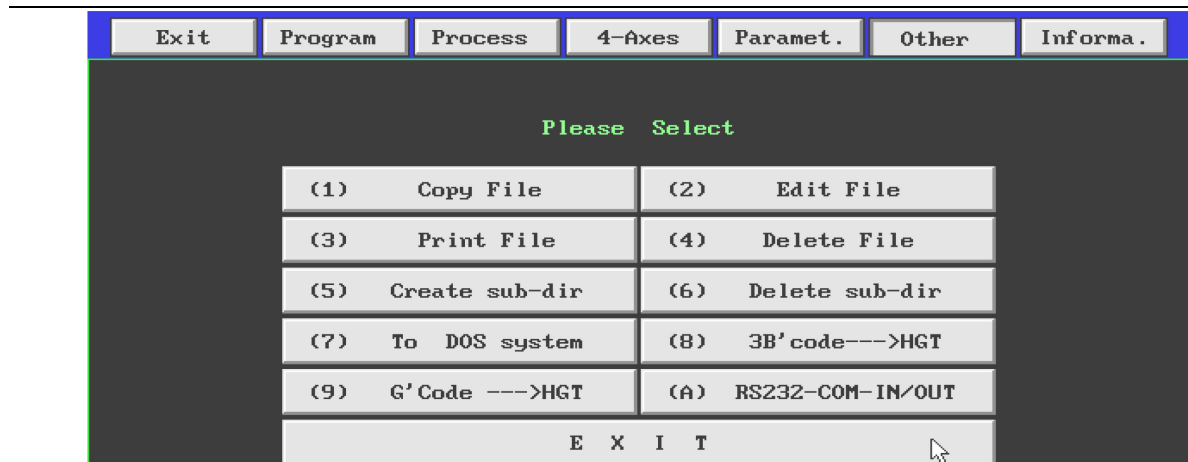 Exit Program Process 4-Axes Paramet. Other Informa.
Please Select
(1) Copy File (2) Edit File
(3) Print File (4) Delete File
(5) Create sub-dir (6) Delete sub-dir
(7) To DOS system (8) 3B'code--->HGT
(9) G'Code --->HGT (A) RS232-COM-IN/OUT
E X I T